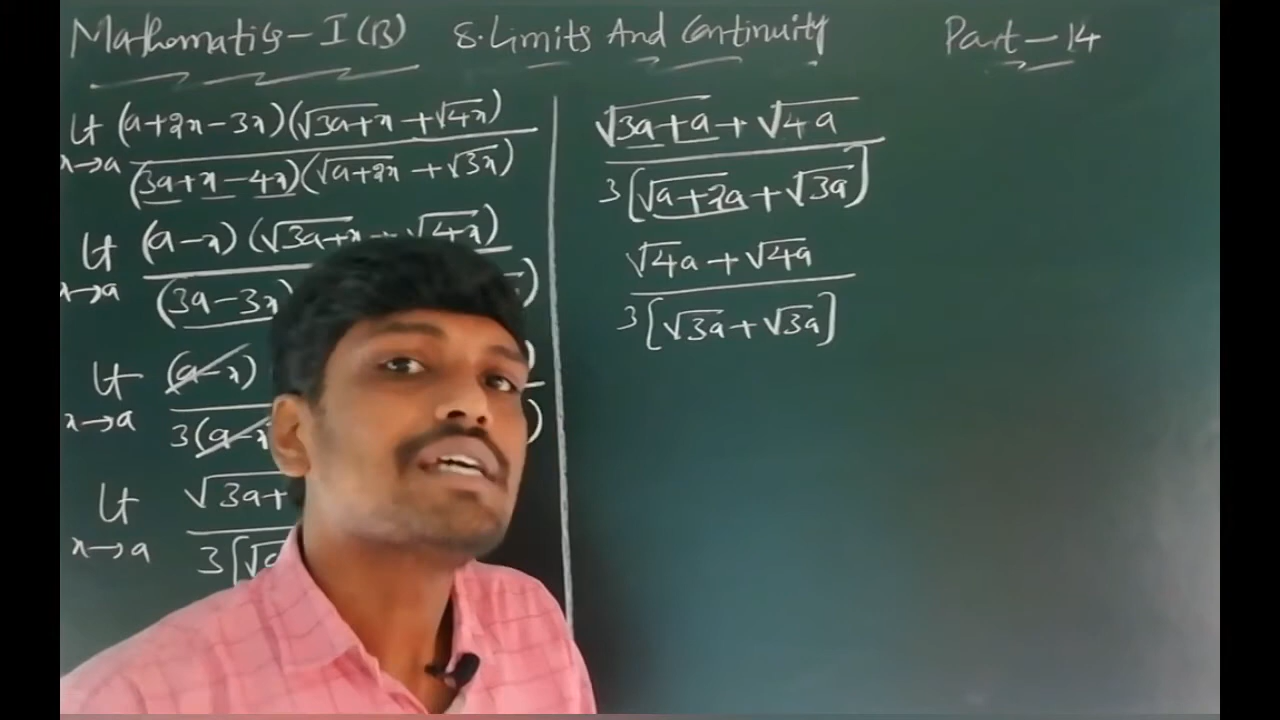 Mathematics-I(B) 8. Limits And Continuity Part-14
Lt x→a (a+2x-3x)(√3a+x + √4x)
(3a+x-4x)(√a+2x + √3x)
Lt x→a (a-x)(√3a+x + √4x)
(3a-3x) )
Lt x→a (a-x) )
3(a-x )
Lt x→a √3a+
3[√a
√3a+a + √4a
3[√a+2a + √3a]
√4a + √4a
3[√3a + √3a]